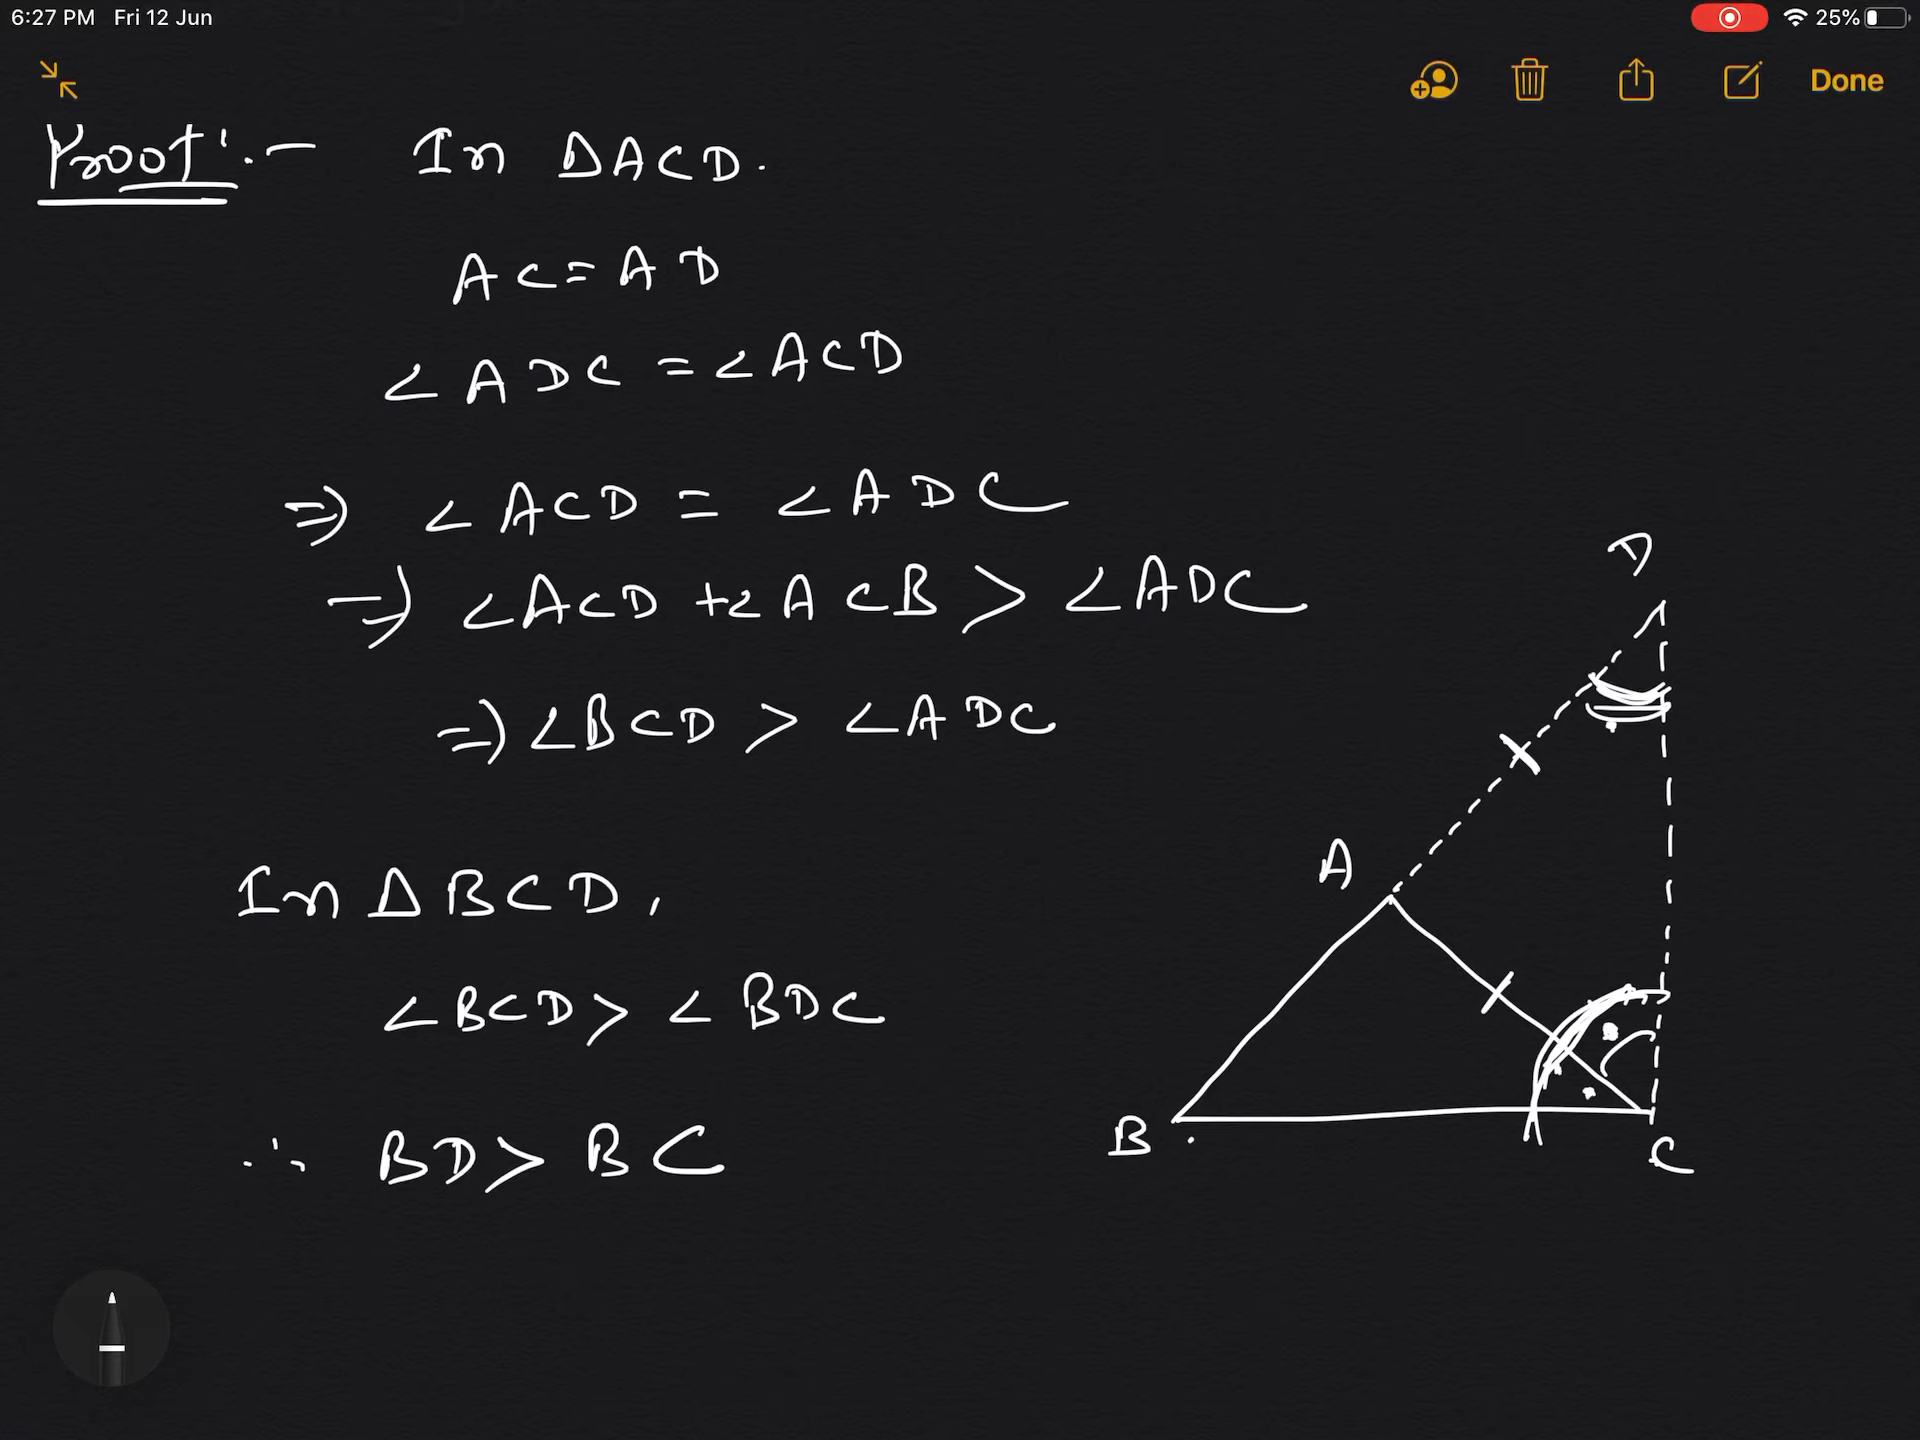 6:27 PM Fri 12 Jun 25%
Done
Proof :- In ΔACD.
AC = AD
∠ADC = ∠ACD
⇒ ∠ACD = ∠ADC
⇒ ∠ACD + ∠ACB > ∠ADC
⇒ ∠BCD > ∠ADC
In ΔBCD,
∠BCD > ∠BDC
∴ BD > BC
D
A
B
C